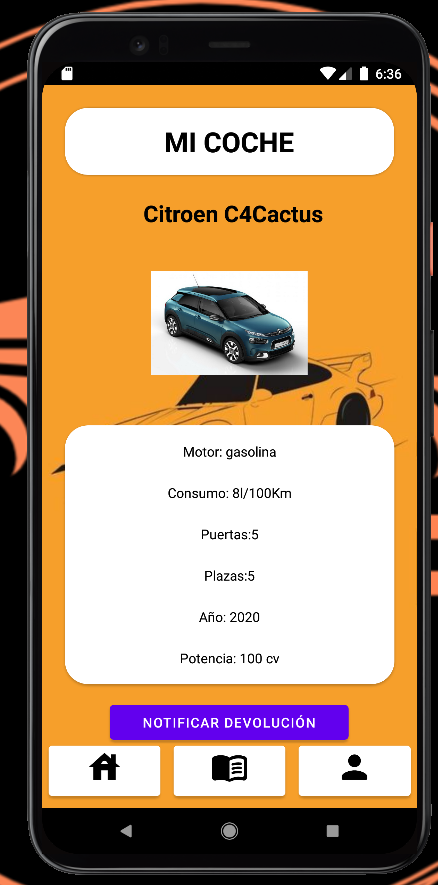 6:36
MI COCHE
Citroen C4Cactus
Motor: gasolina
Consumo: 8l/100Km
Puertas:5
Plazas:5
Año: 2020
Potencia: 100 cv
NOTIFICAR DEVOLUCIÓN